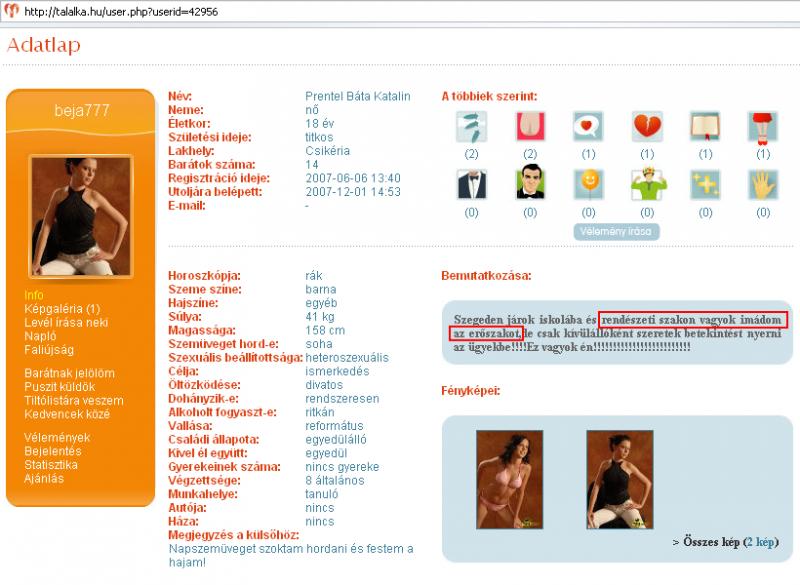 http://talalka.hu/user.php?userid=42956
Adatlap
beja777
Info
Képgaléria (1)
Levél írása neki
Napló
Faliújság
Barátnak jelölöm
Puszit küldök
Tiltólistára veszem
Kedvencek közé
Vélemények
Bejelentés
Statisztika
Ajánlás
Név: Prentel Báta Katalin
Neme: nő
Életkor: 18 év
Születési ideje: titkos
Lakhely: Csikéria
Barátok száma: 14
Regisztráció ideje: 2007-06-06 13:40
Utoljára belépett: 2007-12-01 14:53
E-mail: -
A többiek szerint:
(2) (2) (1) (1) (1) (1)
(0) (0) (0) (0) (0) (0)
Vélemény írása
Horoszkópja: rák
Szeme színe: barna
Hajszíne: egyéb
Súlya: 41 kg
Magassága: 158 cm
Szemüveget hord-e: soha
Szexuális beállítottsága: heteroszexuális
Célja: ismerkedés
Öltözködése: divatos
Dohányzik-e: rendszeresen
Alkoholt fogyaszt-e: ritkán
Vallása: református
Családi állapota: egyedülálló
Kivel él együtt: egyedül
Gyerekeinek száma: nincs gyereke
Végzettsége: 8 általános
Munkahelye: tanuló
Autója: nincs
Háza: nincs
Megjegyzés a külsőhöz:
Napszemüveget szoktam hordani és festem a
hajam!
Bemutatkozása:
Szegeden járok iskolába és rendészeti szakon vagyok imádom
az erőszakot,de csak kívülállóként szeretek betekintést nyerni
az ügyekbe!!!!Ez vagyok én!!!!!!!!!!!!!!!!!!!!!!!!!!
Fényképei:
> Összes kép (2 kép)